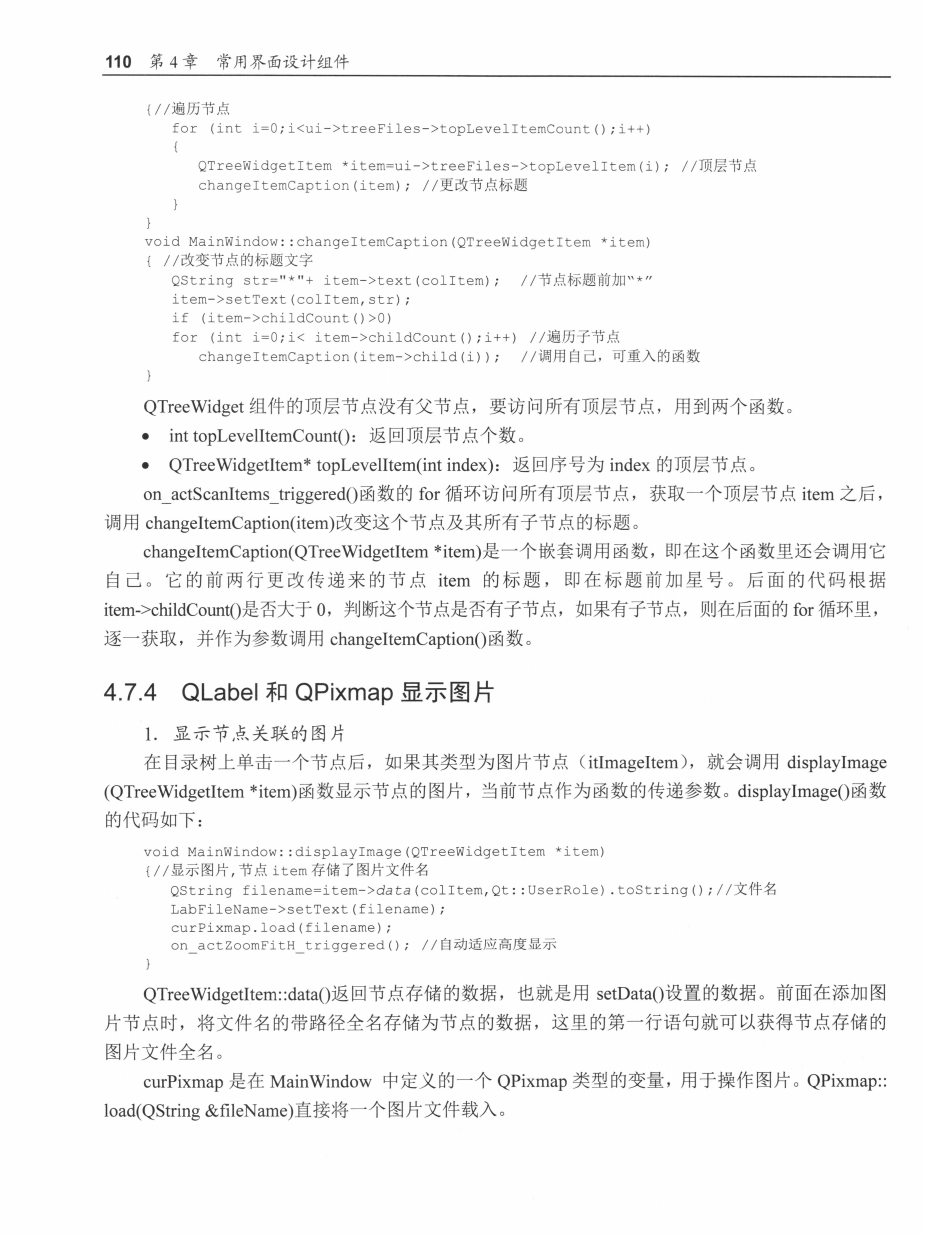 110 第 4 章 常用界面设计组件
{//遍历节点
for (int i=0;i<ui->treeFiles->topLevelItemCount();i++)
{
QTreeWidgetItem *item=ui->treeFiles->topLevelItem(i); //顶层节点
changeItemCaption(item); //更改节点标题
}
}
void MainWindow::changeItemCaption(QTreeWidgetItem *item)
{ //改变节点的标题文字
QString str="*"+ item->text(colItem); //节点标题前加“*”
item->setText(colItem,str);
if (item->childCount()>0)
for (int i=0;i< item->childCount();i++) //遍历子节点
changeItemCaption(item->child(i)); //调用自己，可重入的函数
}
QTreeWidget 组件的顶层节点没有父节点，要访问所有顶层节点，用到两个函数。
● int topLevelItemCount()：返回顶层节点个数。
● QTreeWidgetItem* topLevelItem(int index)：返回序号为 index 的顶层节点。
on_actScanItems_triggered()函数的 for 循环访问所有顶层节点，获取一个顶层节点 item 之后，
调用 changeItemCaption(item)改变这个节点及其所有子节点的标题。
changeItemCaption(QTreeWidgetItem *item)是一个嵌套调用函数，即在这个函数里还会调用它
自己。它的前两行更改传递来的节点 item 的标题，即在标题前加星号。后面的代码根据
item->childCount()是否大于 0，判断这个节点是否有子节点，如果有子节点，则在后面的 for 循环里，
逐一获取，并作为参数调用 changeItemCaption()函数。
4.7.4 QLabel 和 QPixmap 显示图片
1．显示节点关联的图片
在目录树上单击一个节点后，如果其类型为图片节点（itImageItem），就会调用 displayImage
(QTreeWidgetItem *item)函数显示节点的图片，当前节点作为函数的传递参数。displayImage()函数
的代码如下：
void MainWindow::displayImage(QTreeWidgetItem *item)
{//显示图片,节点 item 存储了图片文件名
QString filename=item->data(colItem,Qt::UserRole).toString();//文件名
LabFileName->setText(filename);
curPixmap.load(filename);
on_actZoomFitH_triggered(); //自动适应高度显示
}
QTreeWidgetItem::data()返回节点存储的数据，也就是用 setData()设置的数据。前面在添加图
片节点时，将文件名的带路径全名存储为节点的数据，这里的第一行语句就可以获得节点存储的
图片文件全名。
curPixmap 是在 MainWindow 中定义的一个 QPixmap 类型的变量，用于操作图片。QPixmap::
load(QString &fileName)直接将一个图片文件载入。